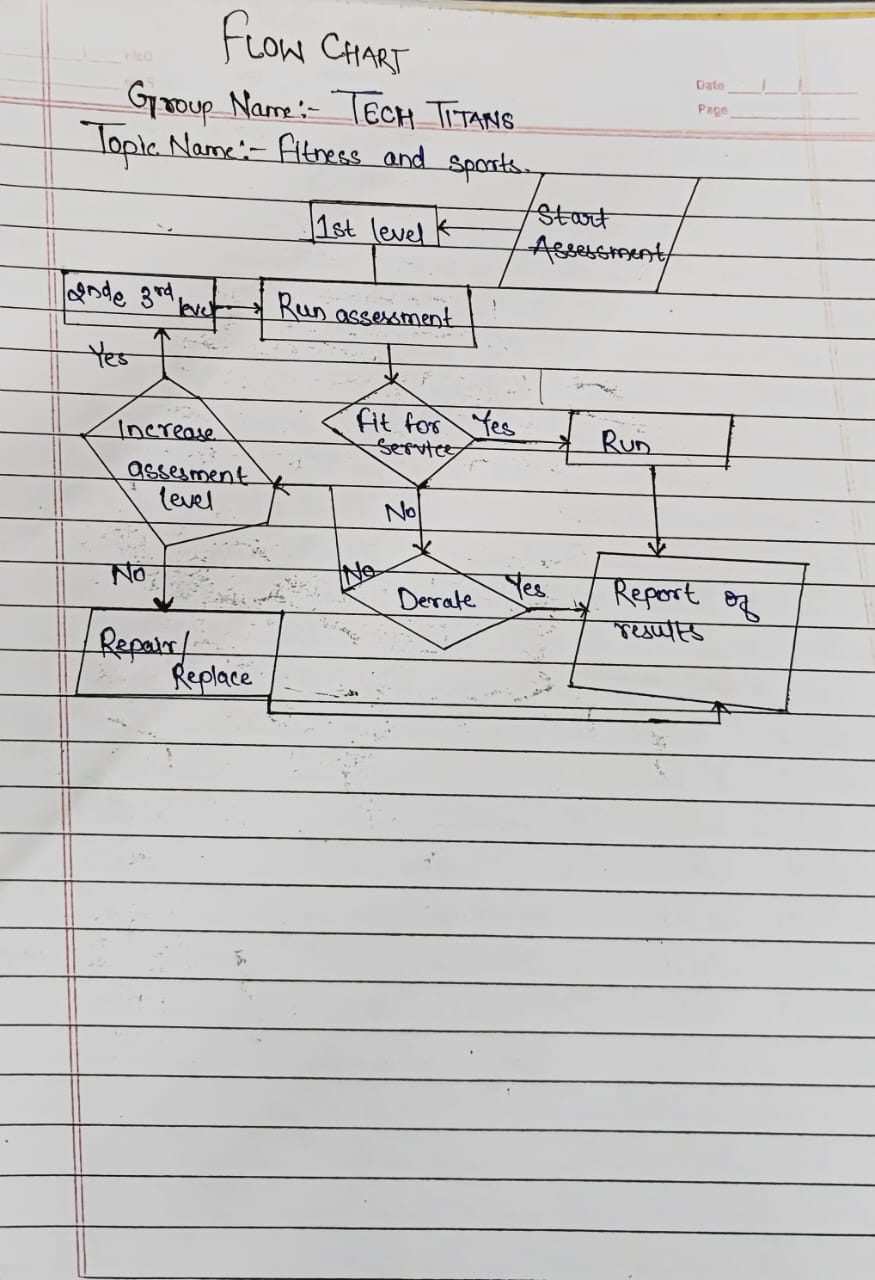 FLOW CHART
Date
Page
Group Name:- TECH TITANS
Topic Name:- Fitness and sports.
Start
Assessment
1st level
2nde 3rd level
Run assessment
Yes
Fit for
Service
Yes
Run
Increase
assesment
level
No
No
No
Derate
Yes
Report of
results
Repair/
Replace